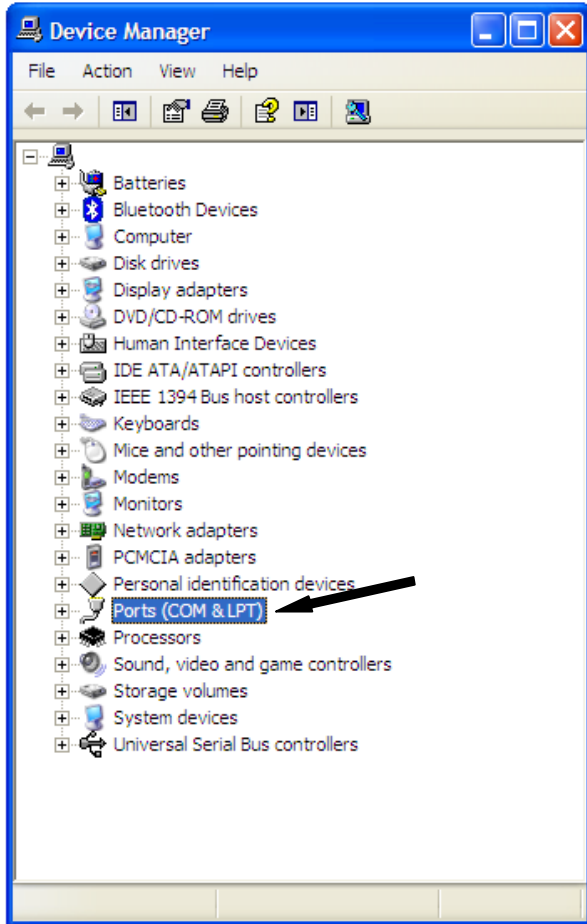 Device Manager
File Action View Help
Batteries
Bluetooth Devices
Computer
Disk drives
Display adapters
DVD/CD-ROM drives
Human Interface Devices
IDE ATA/ATAPI controllers
IEEE 1394 Bus host controllers
Keyboards
Mice and other pointing devices
Modems
Monitors
Network adapters
PCMCIA adapters
Personal identification devices
Ports (COM & LPT)
Processors
Sound, video and game controllers
Storage volumes
System devices
Universal Serial Bus controllers